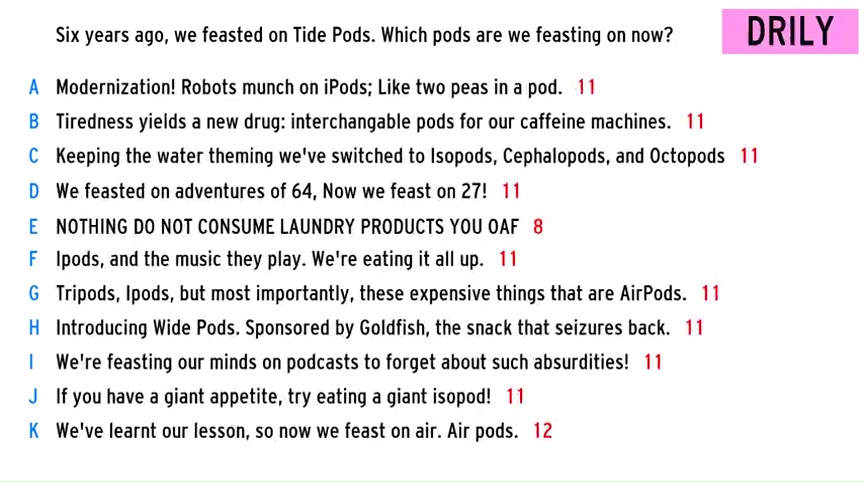 Six years ago, we feasted on Tide Pods. Which pods are we feasting on now?
DRILY
A Modernization! Robots munch on iPods; Like two peas in a pod. 11
B Tiredness yields a new drug: interchangable pods for our caffeine machines. 11
C Keeping the water theming we've switched to Isopods, Cephalopods, and Octopods 11
D We feasted on adventures of 64, Now we feast on 27! 11
E NOTHING DO NOT CONSUME LAUNDRY PRODUCTS YOU OAF 8
F Ipods, and the music they play. We're eating it all up. 11
G Tripods, Ipods, but most importantly, these expensive things that are AirPods. 11
H Introducing Wide Pods. Sponsored by Goldfish, the snack that seizures back. 11
I We're feasting our minds on podcasts to forget about such absurdities! 11
J If you have a giant appetite, try eating a giant isopod! 11
K We've learnt our lesson, so now we feast on air. Air pods. 12